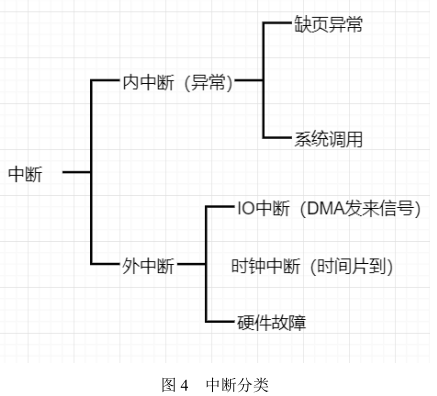 缺页异常
内中断（异常）
系统调用
中断
IO中断（DMA发来信号）
外中断
时钟中断（时间片到）
硬件故障
图 4 中断分类